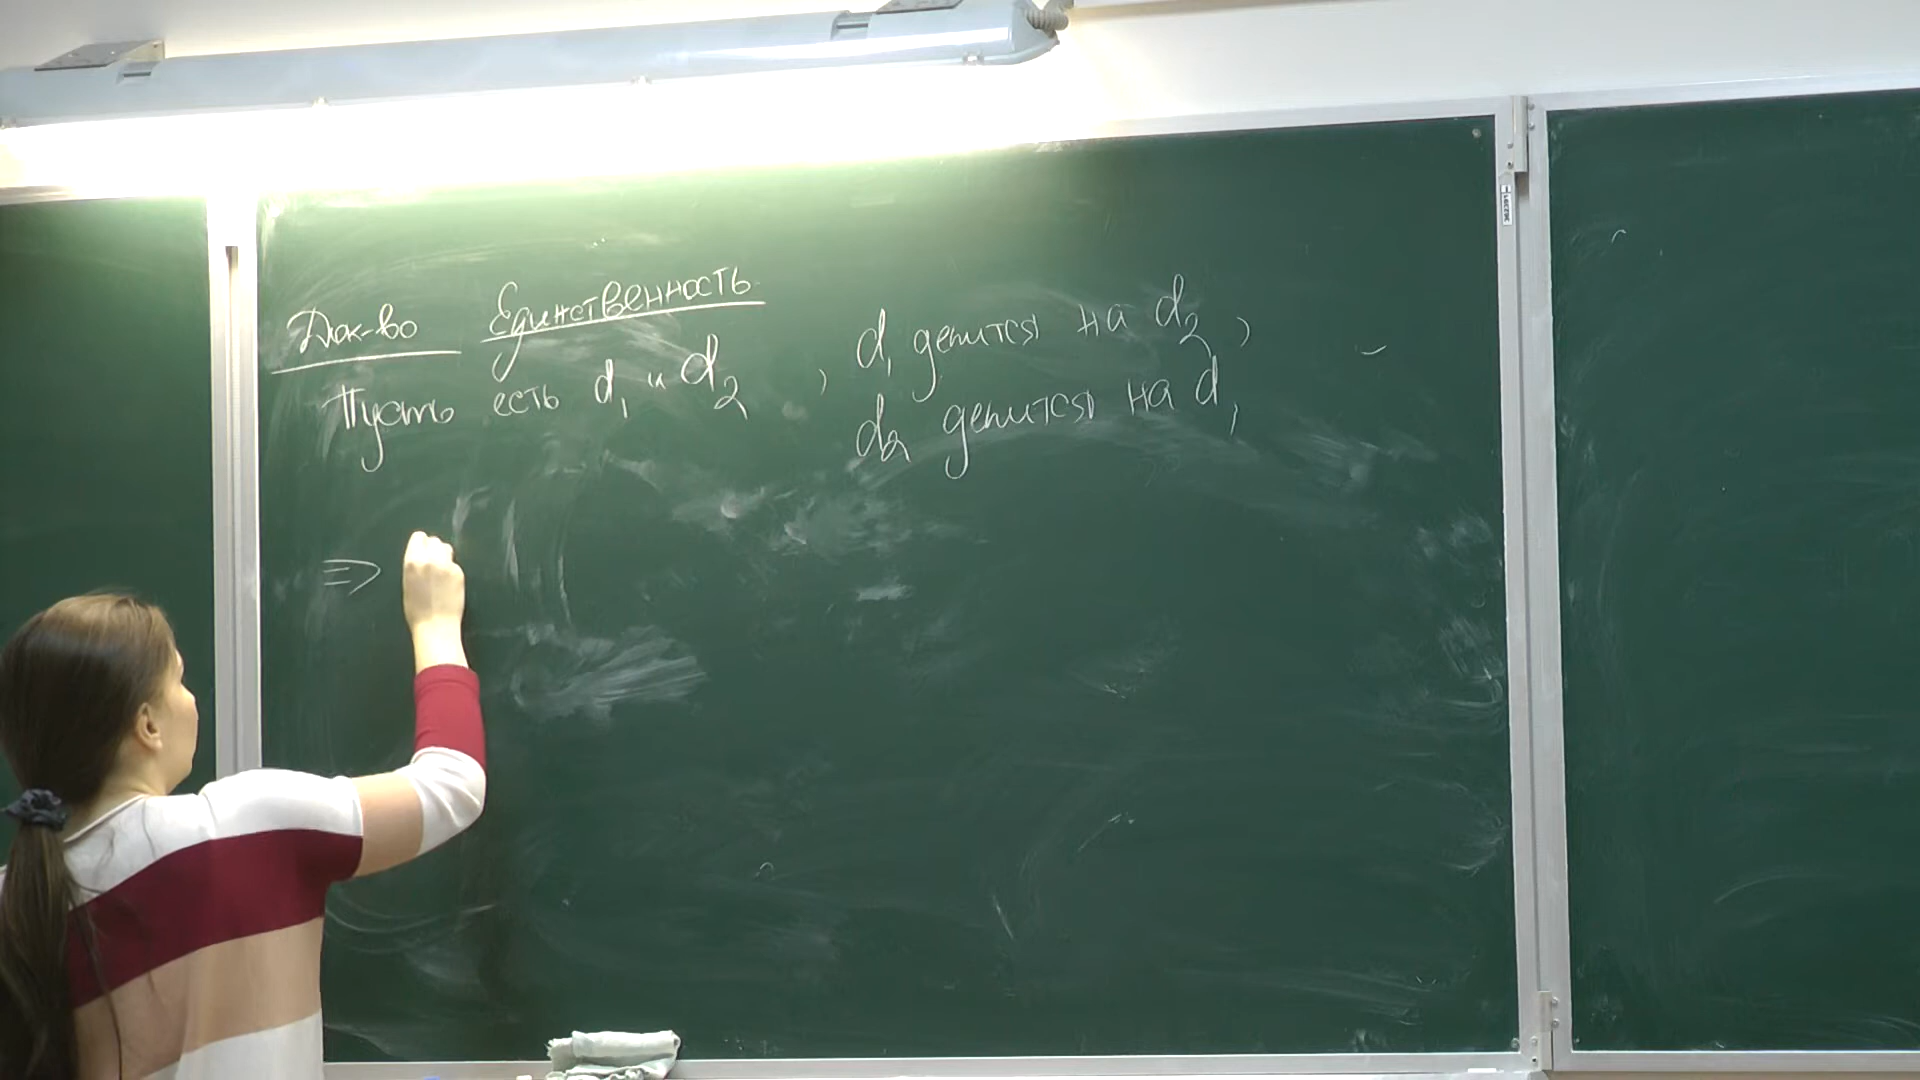 Док-во Единственность
Пусть есть d₁ и d₂, d₁ делится на d₂,
d₂ делится на d₁
⇒